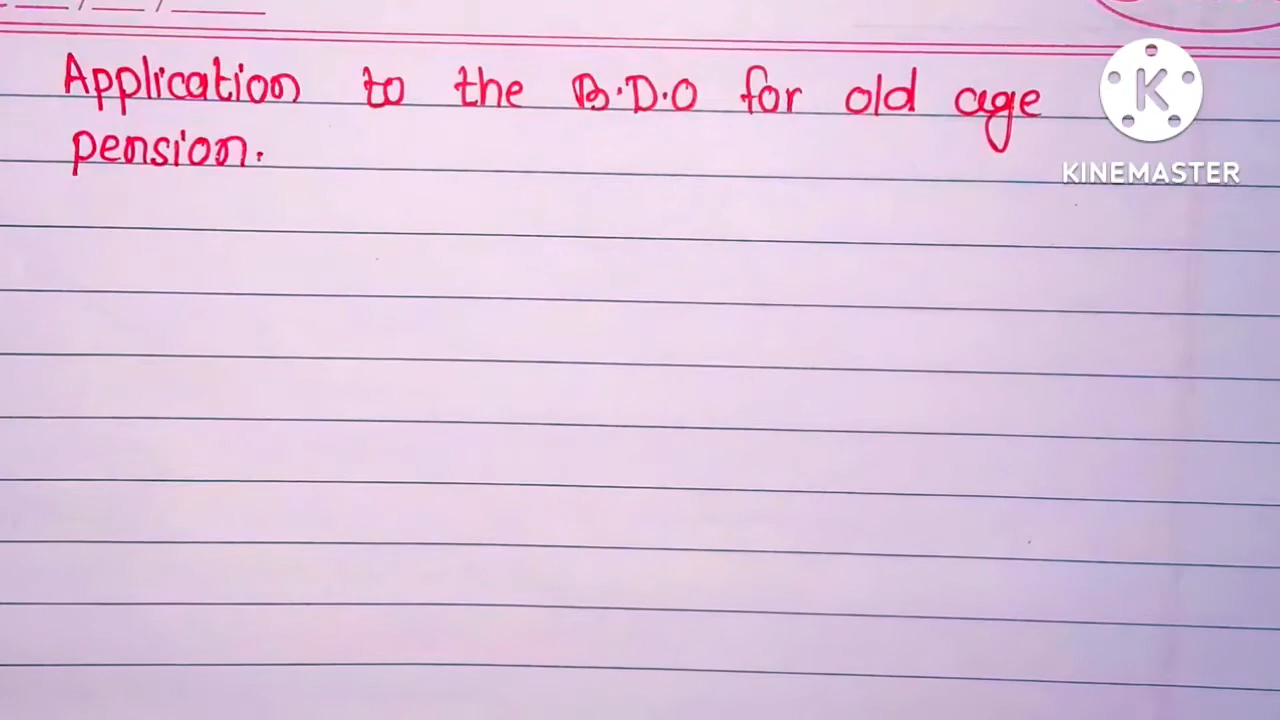 Application to the B.D.O for old age
pension.
K
KINEMASTER